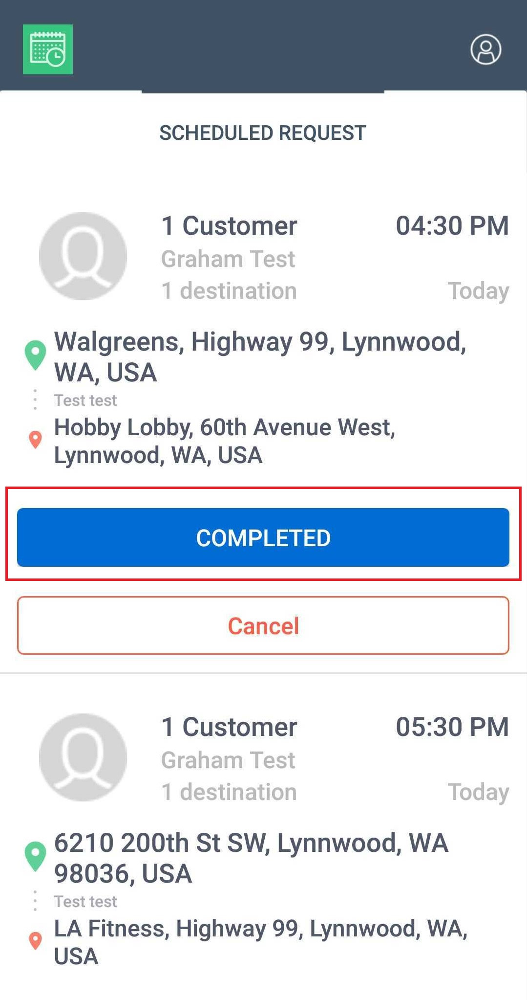 SCHEDULED REQUEST
1 Customer 04:30 PM
Graham Test
1 destination Today
Walgreens, Highway 99, Lynnwood,
WA, USA
Test test
Hobby Lobby, 60th Avenue West,
Lynnwood, WA, USA
COMPLETED
Cancel
1 Customer 05:30 PM
Graham Test
1 destination Today
6210 200th St SW, Lynnwood, WA
98036, USA
Test test
LA Fitness, Highway 99, Lynnwood, WA,
USA